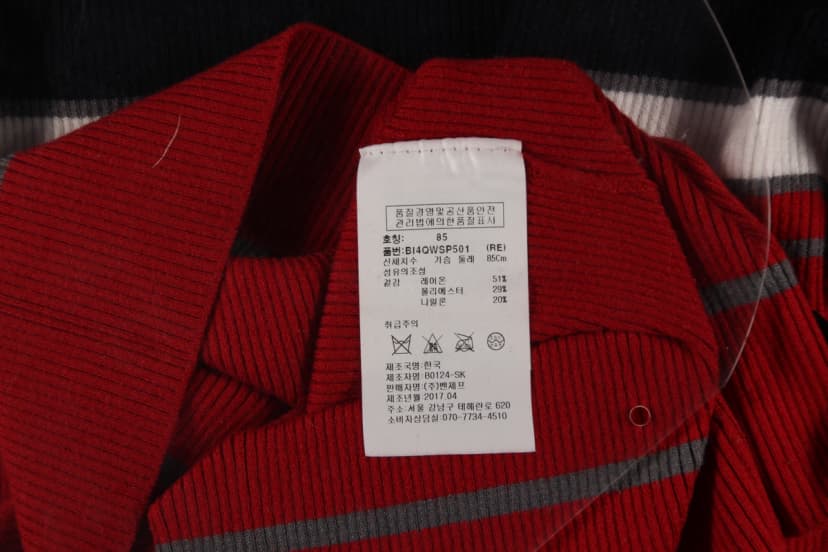 품질경영및공산품안전
관리법에의한품질표시
호칭: 85
품번:BI4QWSP501 (RE)
신체치수 가슴 둘레 85Cm
섬유의조성
겉감 레이온 51%
폴리에스터 29%
나일론 20%
취급주의
제조국명:한국
제조자명:B0124-SK
판매자명:(주)벤제프
제조년월:2017.04
주소:서울 강남구 테헤란로 620
소비자상담실:070-7734-4510